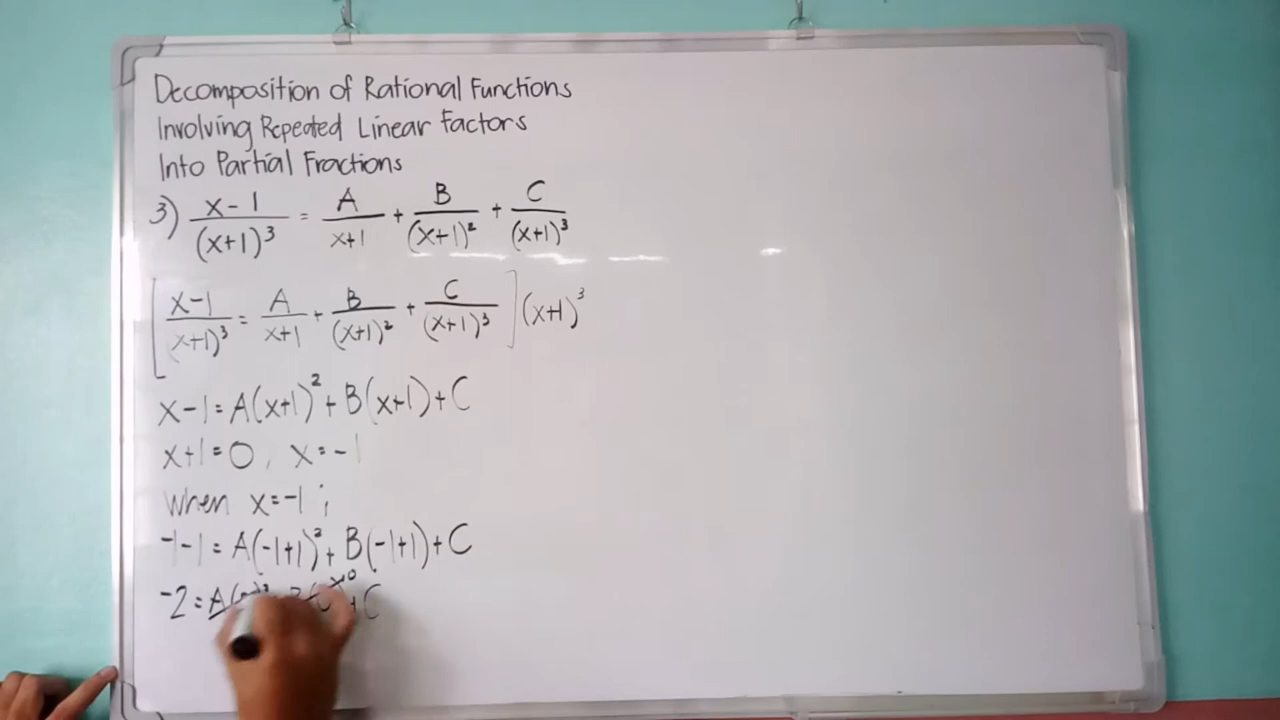 Decomposition of Rational Functions
Involving Repeated Linear Factors
Into Partial Fractions
3) x-1/(x+1)³ = A/x+1 + B/(x+1)² + C/(x+1)³
[x-1/(x+1)³ = A/x+1 + B/(x+1)² + C/(x+1)³](x+1)³
x-1=A(x+1)²+B(x+1)+C
x+1=0, x=-1
when x=-1;
-1-1=A(-1+1)²+B(-1+1)+C
-2=A +C